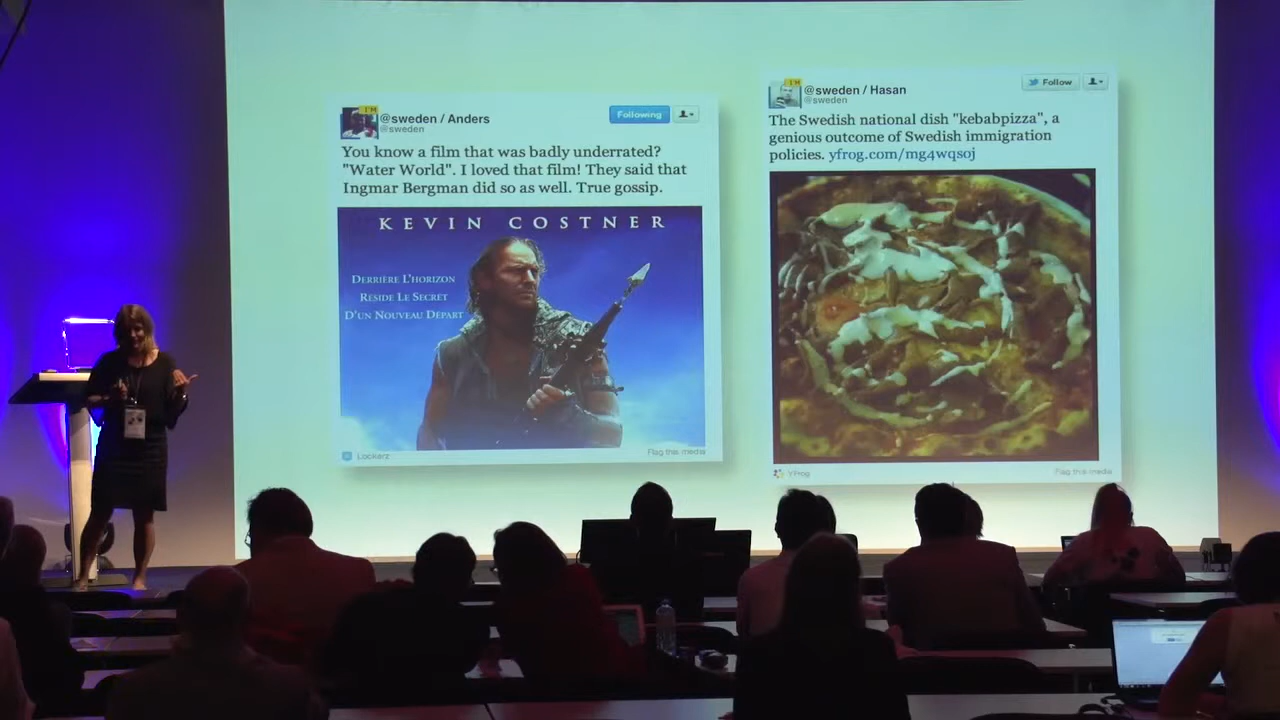 I'M
@sweden / Anders
@sweden
Following
You know a film that was badly underrated?
"Water World". I loved that film! They said that
Ingmar Bergman did so as well. True gossip.
KEVIN COSTNER
DERRIÈRE L'HORIZON
RESIDE LE SECRET
D'UN NOUVEAU DÉPART
Lockerz
Flag this media
I'M
@sweden / Hasan
@sweden
Follow
The Swedish national dish "kebabpizza", a
genious outcome of Swedish immigration
policies. yfrog.com/mg4wqsoj
YFrog
Flag this media